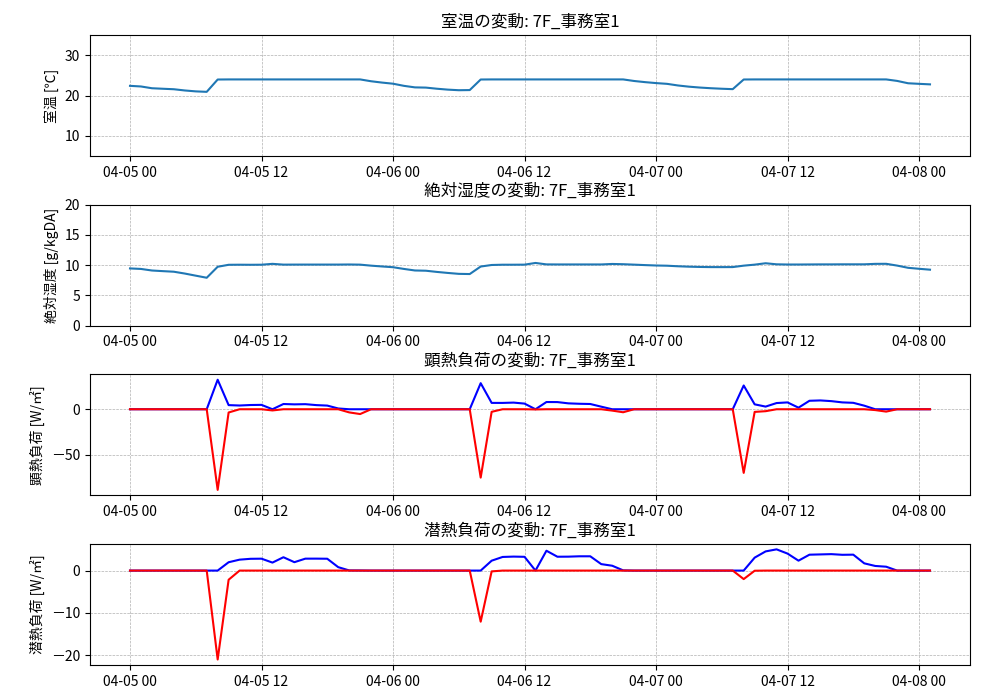 室温の変動: 7F_事務室1
室温 [℃]
30
20
10
04-05 00 04-05 12 04-06 00 04-06 12 04-07 00 04-07 12 04-08 00
絶対湿度の変動: 7F_事務室1
絶対湿度 [g/kgDA]
20
15
10
5
0
04-05 00 04-05 12 04-06 00 04-06 12 04-07 00 04-07 12 04-08 00
顕熱負荷の変動: 7F_事務室1
顕熱負荷 [W/㎡]
0
−50
04-05 00 04-05 12 04-06 00 04-06 12 04-07 00 04-07 12 04-08 00
潜熱負荷の変動: 7F_事務室1
潜熱負荷 [W/㎡]
0
−10
−20
04-05 00 04-05 12 04-06 00 04-06 12 04-07 00 04-07 12 04-08 00